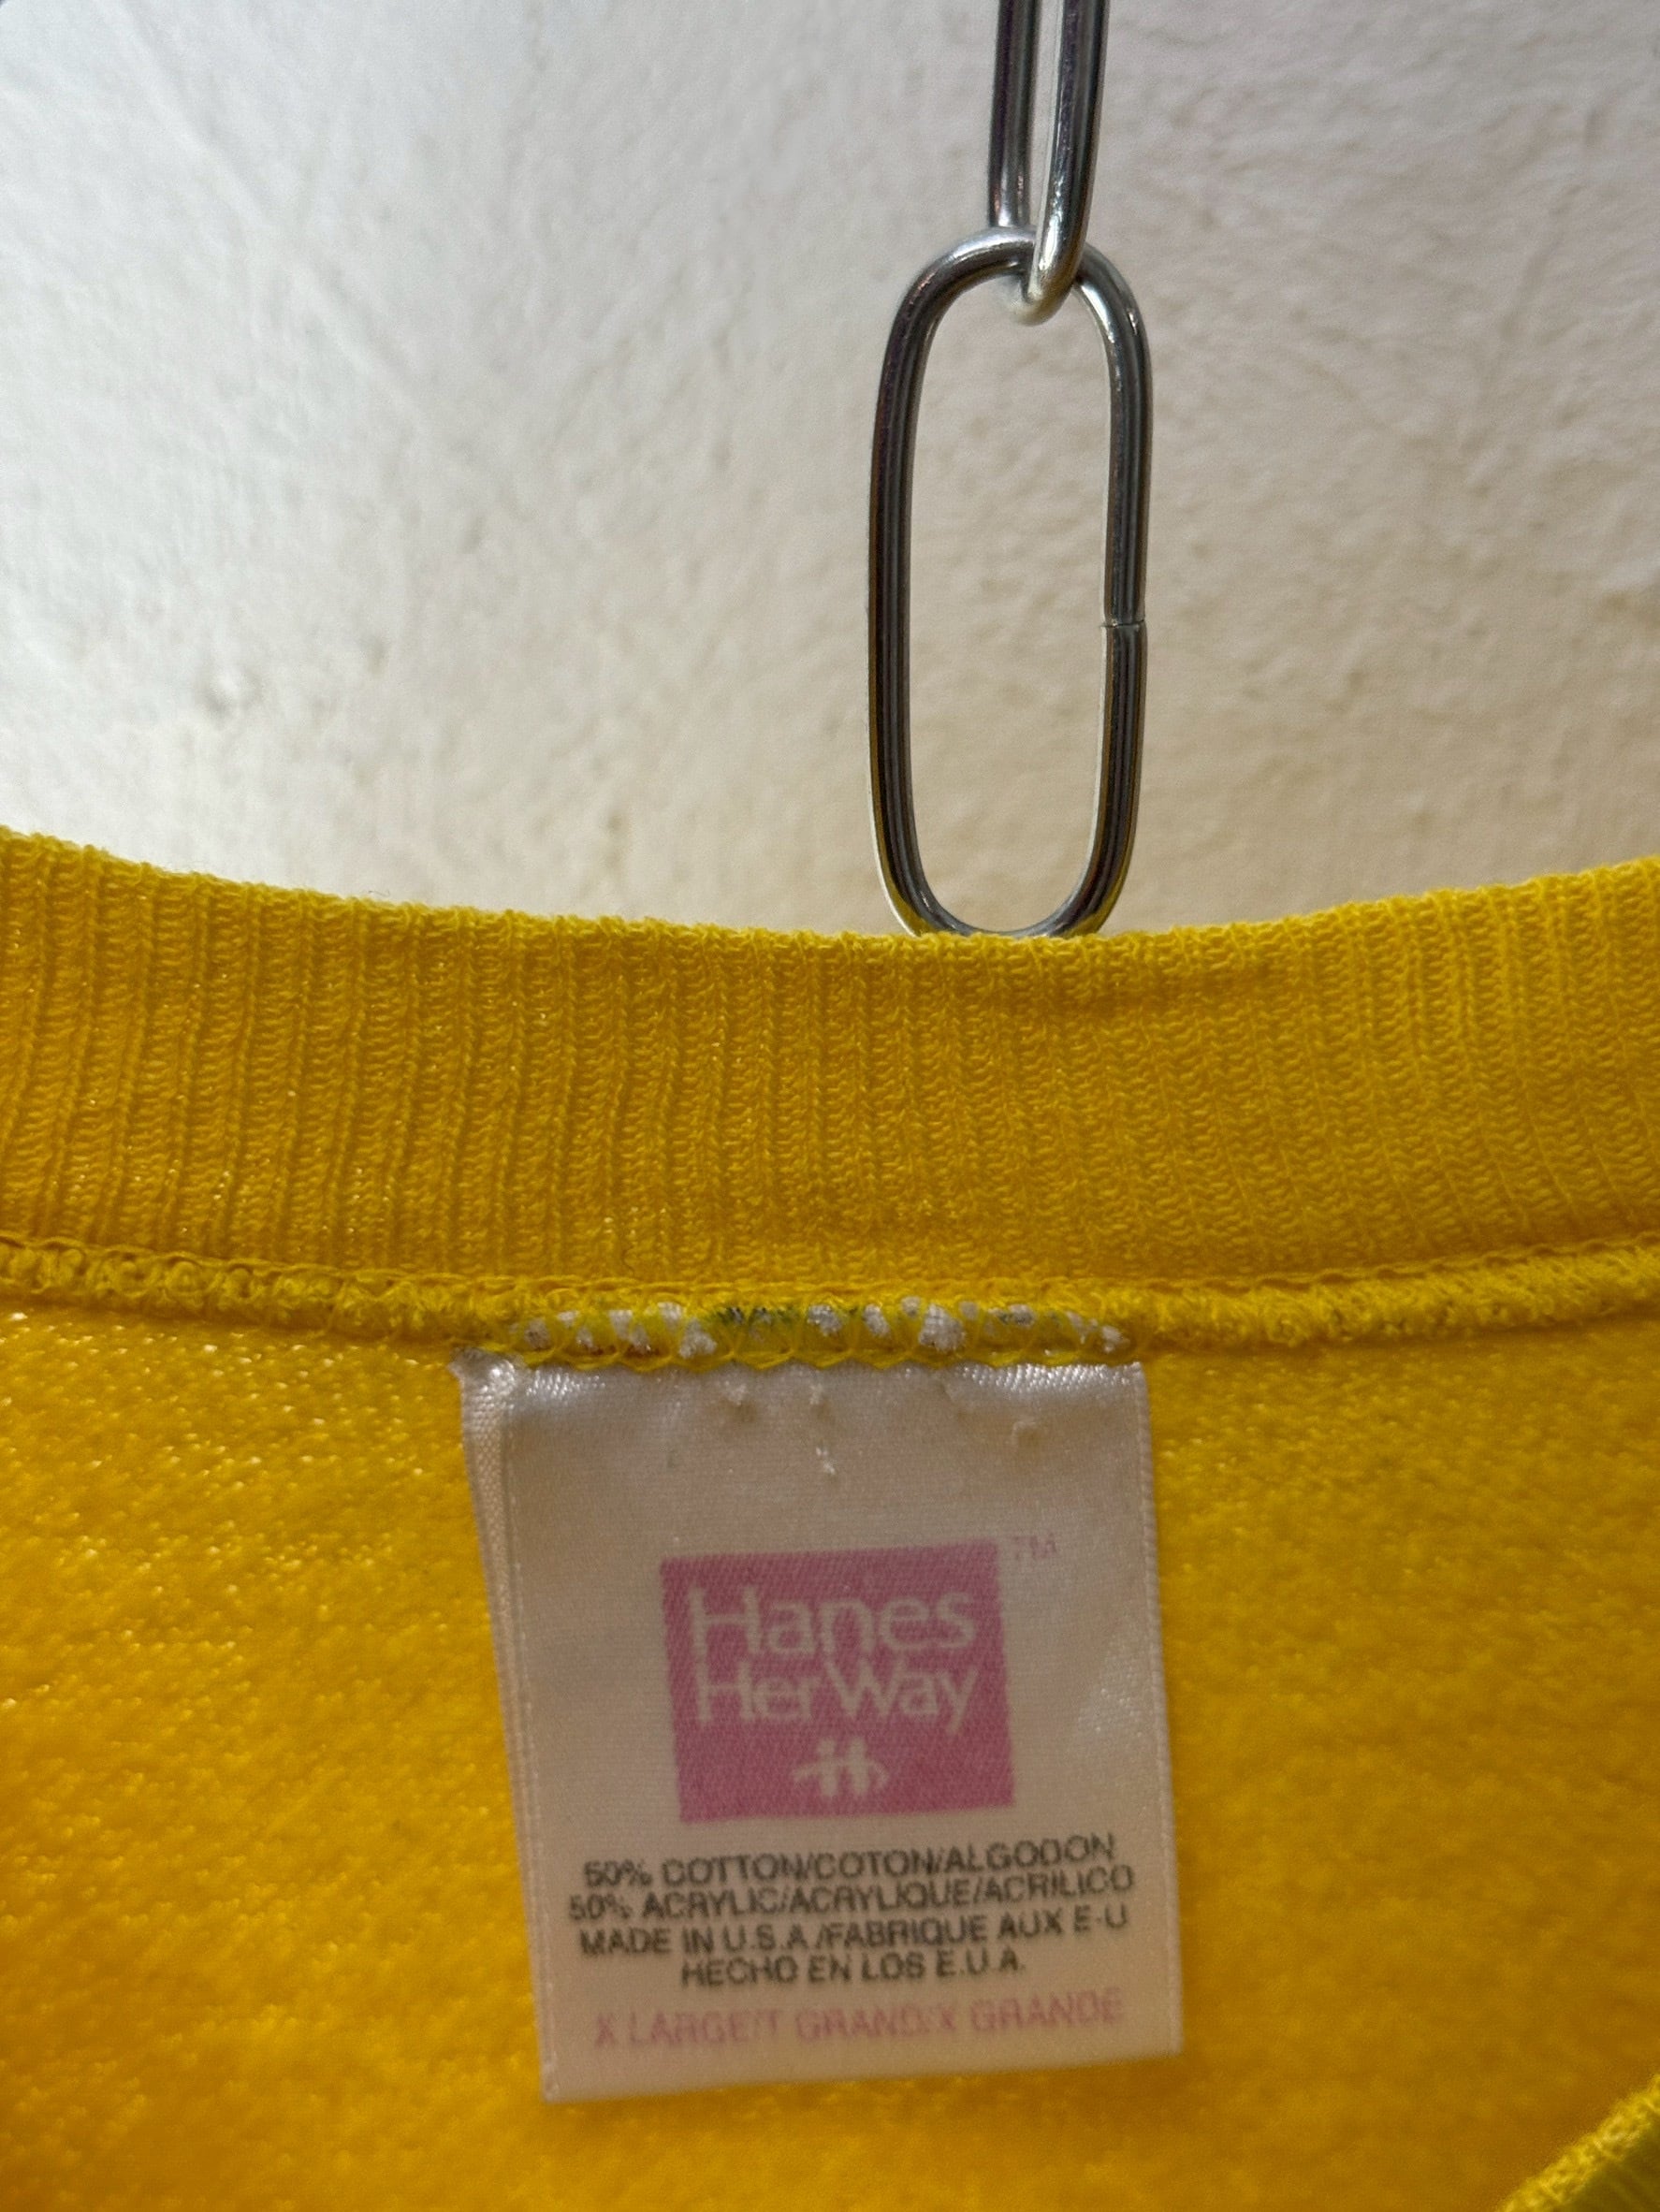 TM
Hanes
Her Way
50% COTTON/COTON/ALGODON
50% ACRYLIC/ACRYLIQUE/ACRILICO
MADE IN U.S.A./FABRIQUE AUX E-U
HECHO EN LOS E.U.A.
X LARGE/T GRAND/X GRANDE